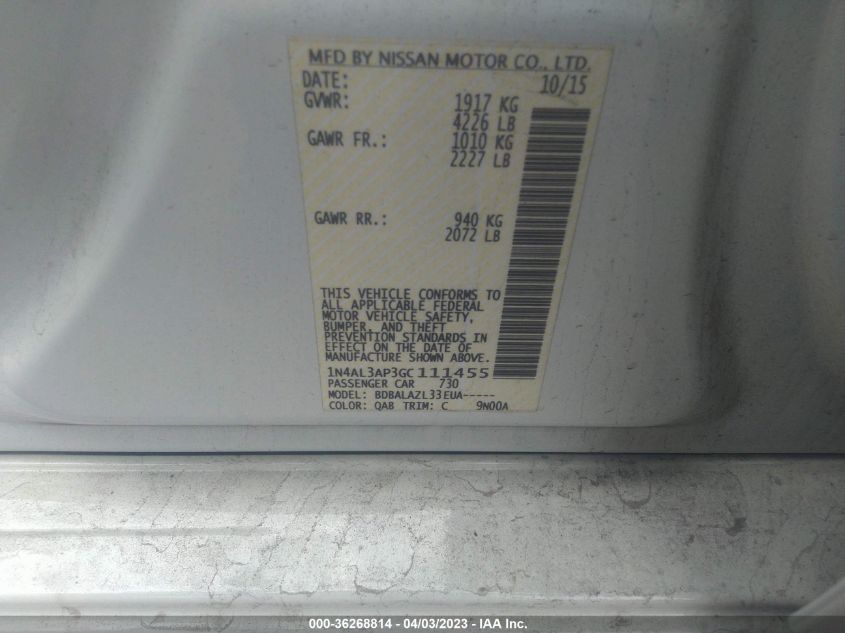 MFD BY NISSAN MOTOR CO., LTD.
DATE: 10/15
GVWR: 1917 KG
4226 LB
GAWR FR.: 1010 KG
2227 LB
GAWR RR.: 940 KG
2072 LB
THIS VEHICLE CONFORMS TO
ALL APPLICABLE FEDERAL
MOTOR VEHICLE SAFETY,
BUMPER, AND THEFT
PREVENTION STANDARDS IN
EFFECT ON THE DATE OF
MANUFACTURE SHOWN ABOVE.
1N4AL3AP3GC111455
PASSENGER CAR 730
MODEL: BDBALAZL33EUA-----
COLOR: QAB TRIM: C 9N00A
000-36268814 - 04/03/2023 - IAA Inc.